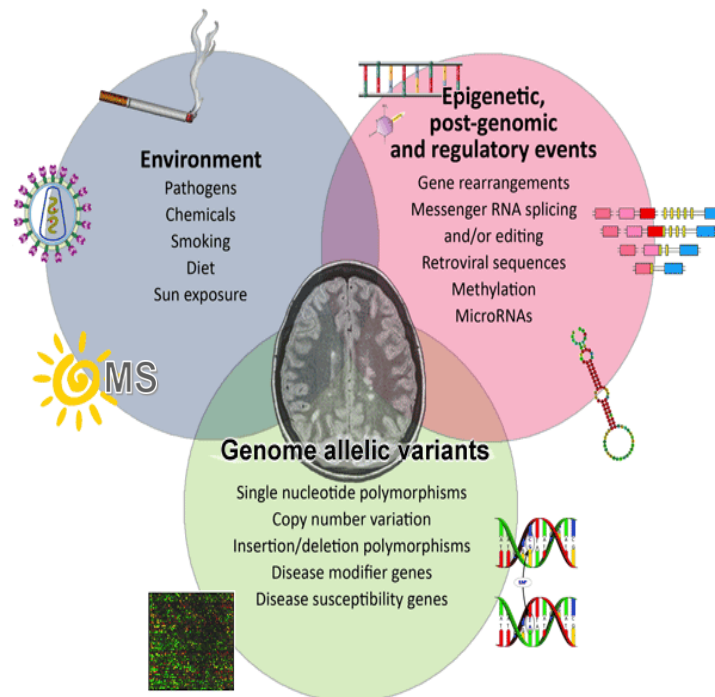 Environment
Pathogens
Chemicals
Smoking
Diet
Sun exposure
Epigenetic,
post-genomic
and regulatory events
Gene rearrangements
Messenger RNA splicing
and/or editing
Retroviral sequences
Methylation
MicroRNAs
MS
Genome allelic variants
Single nucleotide polymorphisms
Copy number variation
Insertion/deletion polymorphisms
Disease modifier genes
Disease susceptibility genes